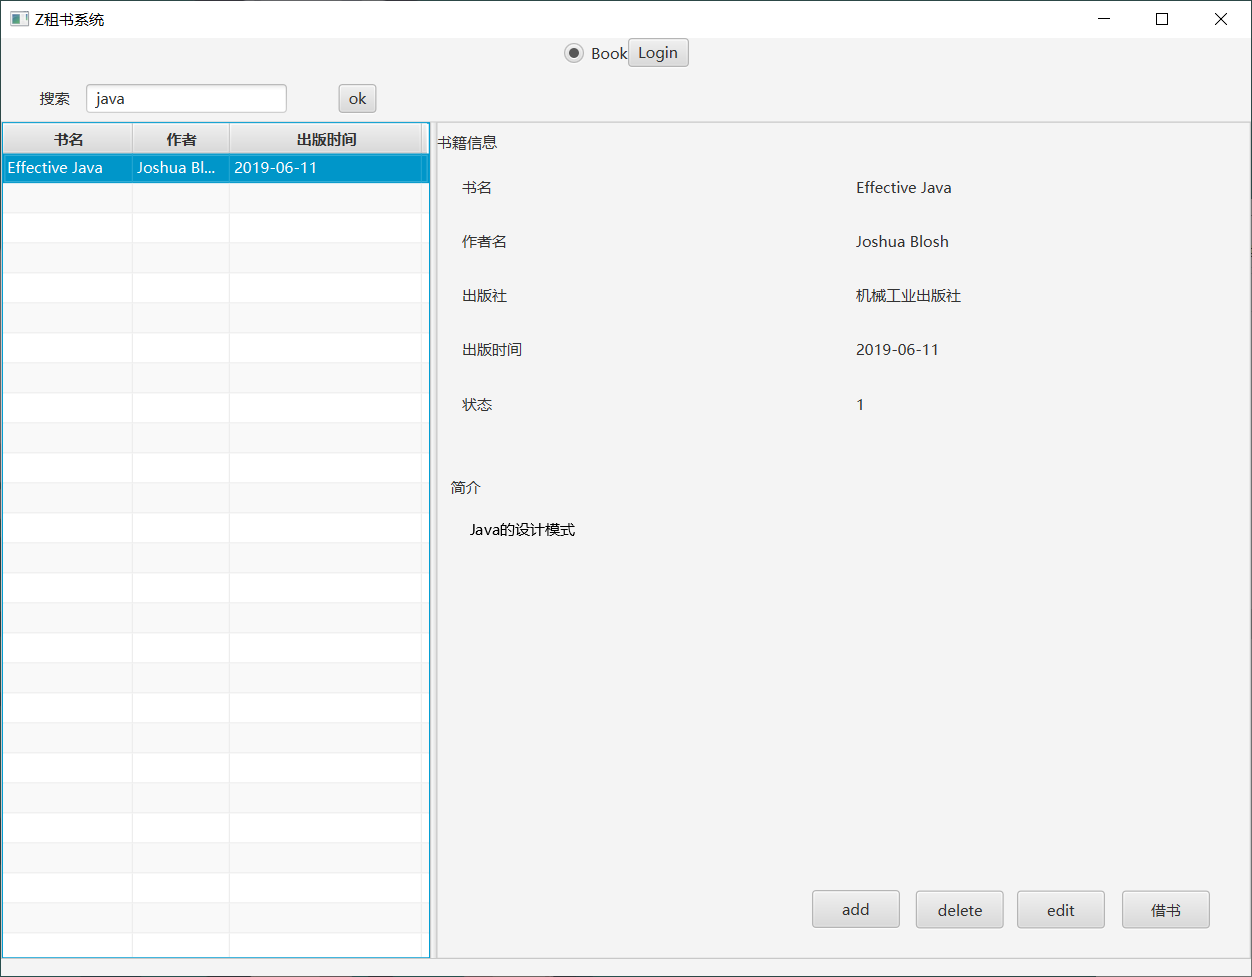 Z租书系统
Book Login
搜索 java ok
书名 作者 出版时间
Effective Java Joshua Bl... 2019-06-11
书籍信息
书名 Effective Java
作者名 Joshua Blosh
出版社 机械工业出版社
出版时间 2019-06-11
状态 1
简介
Java的设计模式
add delete edit 借书